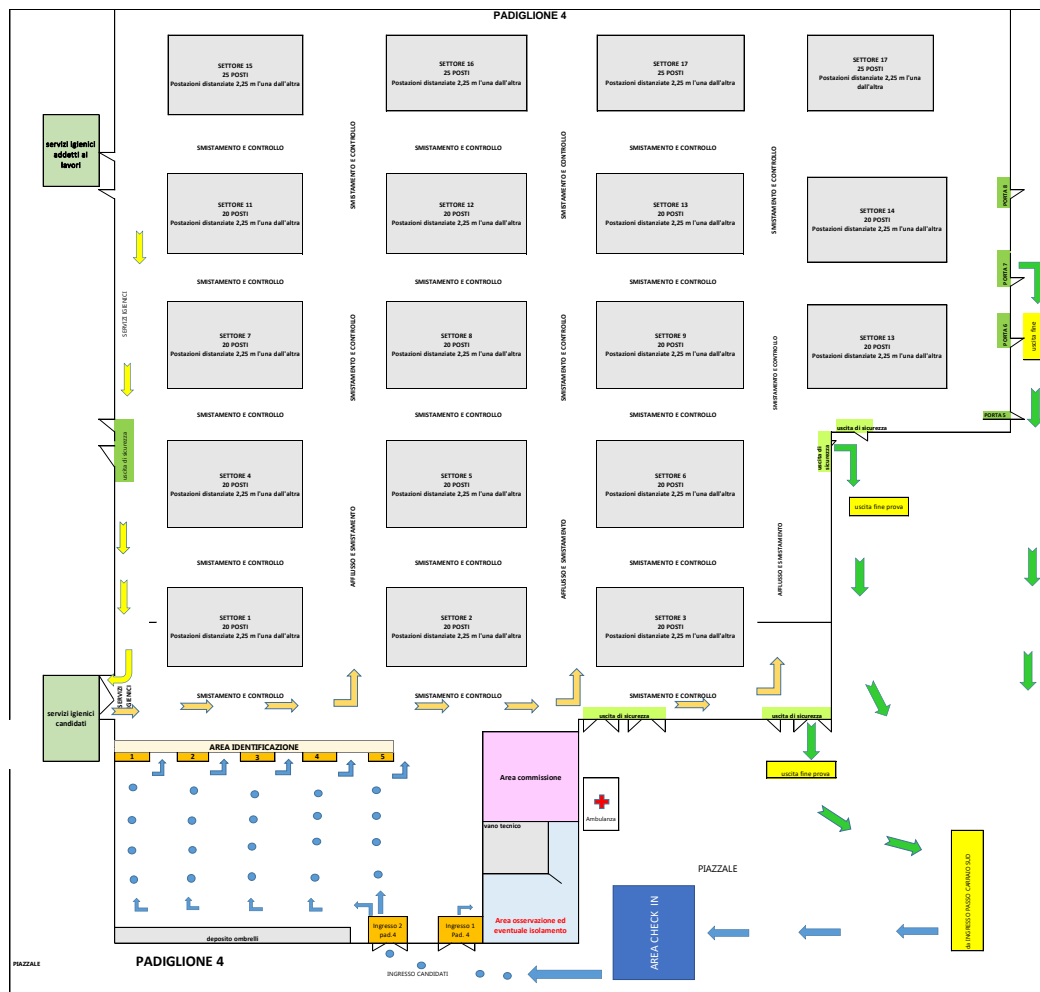 PADIGLIONE 4
SETTORE 15
25 POSTI
Postazioni distanziate 2,25 m l'una dall'altra
SETTORE 16
25 POSTI
Postazioni distanziate 2,25 m l'una dall'altra
SETTORE 17
25 POSTI
Postazioni distanziate 2,25 m l'una dall'altra
SETTORE 17
25 POSTI
Postazioni distanziate 2,25 m l'una
dall'altra
servizi igienici
addetti ai
lavori
SMISTAMENTO E CONTROLLO
SMISTAMENTO E CONTROLLO
SMISTAMENTO E CONTROLLO
SMISTAMENTO E CONTROLLO
SMISTAMENTO E CONTROLLO
SMISTAMENTO E CONTROLLO
SETTORE 11
20 POSTI
Postazioni distanziate 2,25 m l'una dall'altra
SETTORE 12
20 POSTI
Postazioni distanziate 2,25 m l'una dall'altra
SETTORE 13
20 POSTI
Postazioni distanziate 2,25 m l'una dall'altra
SETTORE 14
20 POSTI
Postazioni distanziate 2,25 m l'una dall'altra
PORTA 8
PORTA 7
PORTA 6
uscita fine
PORTA 5
SMISTAMENTO E CONTROLLO
SMISTAMENTO E CONTROLLO
SMISTAMENTO E CONTROLLO
SERVIZI IGIENICI
SETTORE 7
20 POSTI
Postazioni distanziate 2,25 m l'una dall'altra
SMISTAMENTO E CONTROLLO
SETTORE 8
20 POSTI
Postazioni distanziate 2,25 m l'una dall'altra
SMISTAMENTO E CONTROLLO
SETTORE 9
20 POSTI
Postazioni distanziate 2,25 m l'una dall'altra
SMISTAMENTO E CONTROLLO
SETTORE 13
20 POSTI
Postazioni distanziate 2,25 m l'una dall'altra
SMISTAMENTO E CONTROLLO
SMISTAMENTO E CONTROLLO
SMISTAMENTO E CONTROLLO
uscita di sicurezza
uscita di sicurezza
uscita di
sicurezza
SETTORE 4
20 POSTI
Postazioni distanziate 2,25 m l'una dall'altra
SETTORE 5
20 POSTI
Postazioni distanziate 2,25 m l'una dall'altra
SETTORE 6
20 POSTI
Postazioni distanziate 2,25 m l'una dall'altra
uscita fine prova
AFFILISSO E SMISTAMENTO
AFFLUSSO E SMISTAMENTO
AFFLUSSO E SMISTAMENTO
SMISTAMENTO E CONTROLLO
SMISTAMENTO E CONTROLLO
SMISTAMENTO E CONTROLLO
SETTORE 1
20 POSTI
Postazioni distanziate 2,25 m l'una dall'altra
SETTORE 2
20 POSTI
Postazioni distanziate 2,25 m l'una dall'altra
SETTORE 3
20 POSTI
Postazioni distanziate 2,25 m l'una dall'altra
servizi igienici
candidati
SERVIZI
IGIENICI
SMISTAMENTO E CONTROLLO
SMISTAMENTO E CONTROLLO
SMISTAMENTO E CONTROLLO
uscita di sicurezza
uscita di sicurezza
AREA IDENTIFICAZIONE
1
2
3
4
5
Area commissione
uscita fine prova
Ambulanza
vano tecnico
PIAZZALE
da INGRESSO PASSO CARRAIO SUD
AREA CHECK IN
Area osservazione ed
eventuale isolamento
Ingresso 2
pad.4
Ingresso 1
Pad. 4
deposito ombrelli
PIAZZALE
PADIGLIONE 4
INGRESSO CANDIDATI